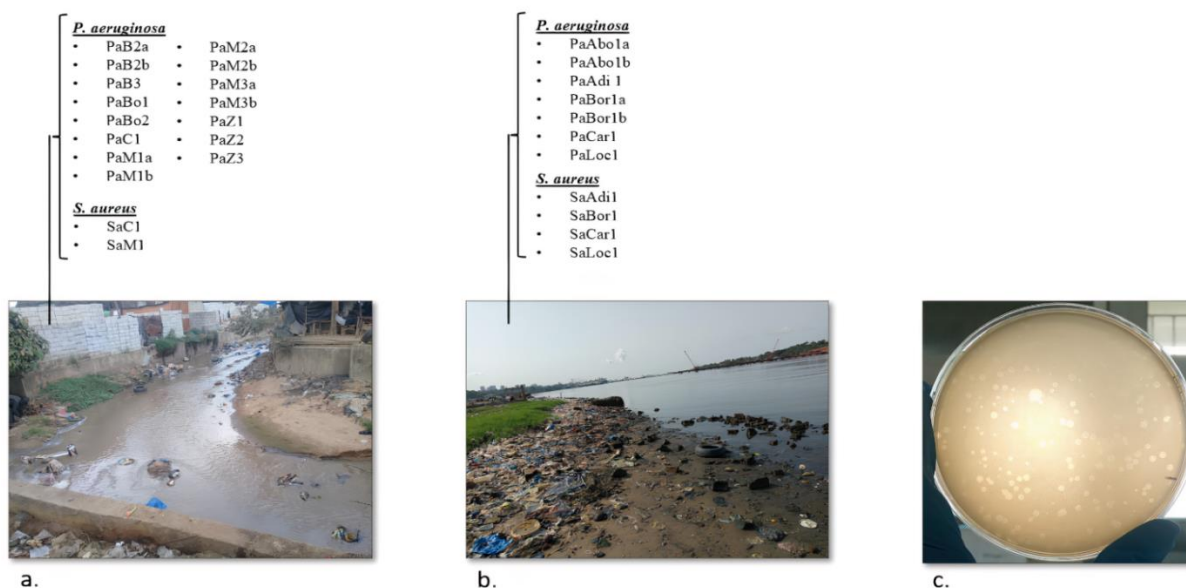 P. aeruginosa
• PaB2a • PaM2a
• PaB2b • PaM2b
• PaB3 • PaM3a
• PaBo1 • PaM3b
• PaBo2 • PaZ1
• PaC1 • PaZ2
• PaM1a • PaZ3
• PaM1b
S. aureus
• SaC1
• SaM1
P. aeruginosa
• PaAbo1a
• PaAbo1b
• PaAdi 1
• PaBor1a
• PaBor1b
• PaCar1
• PaLoc1
S. aureus
• SaAdi1
• SaBor1
• SaCar1
• SaLoc1
a.
b.
c.